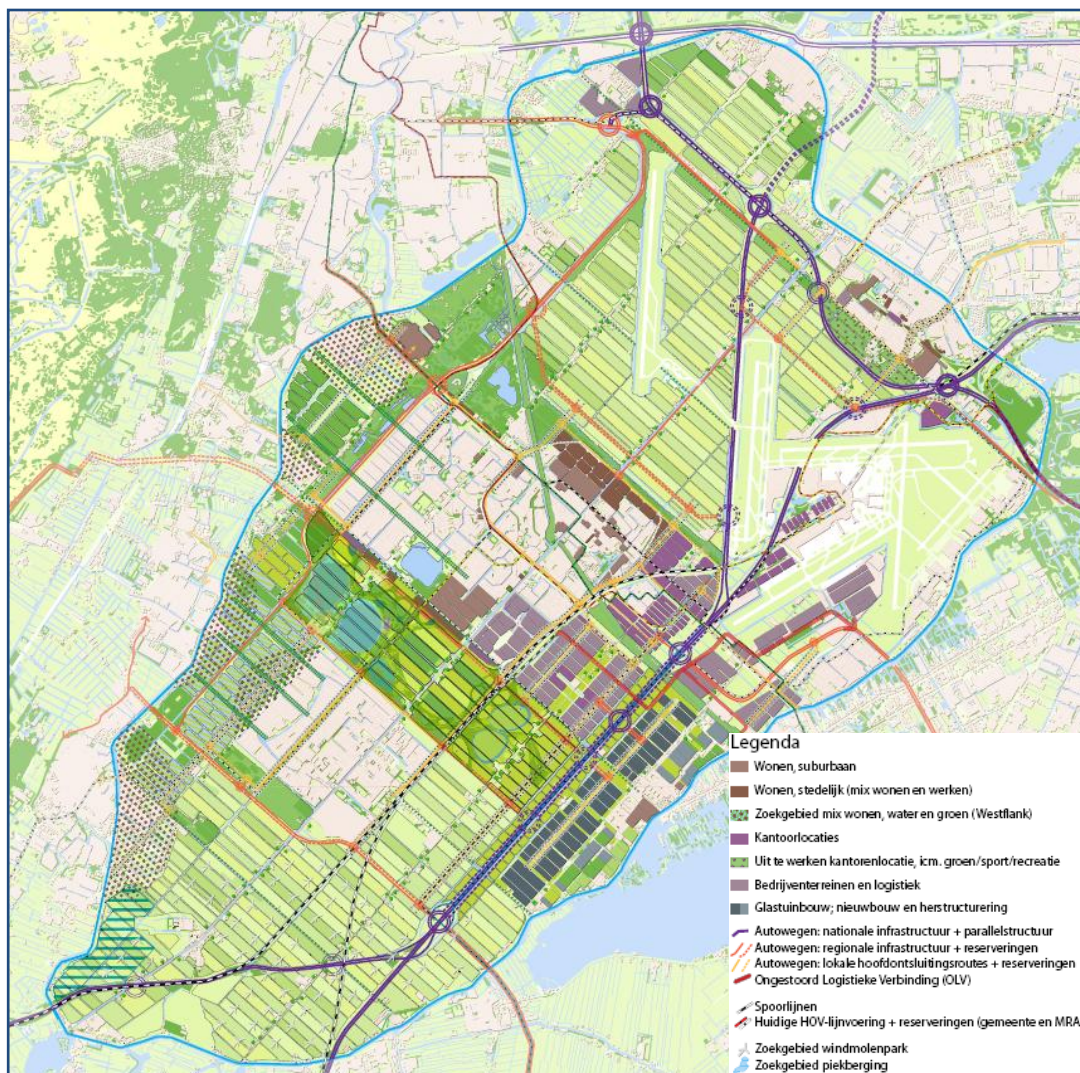 Legenda
Wonen, suburbaan
Wonen, stedelijk (mix wonen en werken)
Zoekgebied mix wonen, water en groen (Westflank)
Kantoorlocaties
Uit te werken kantorenlocatie, icm. groen/sport/recreatie
Bedrijventerreinen en logistiek
Glastuinbouw; nieuwbouw en herstructurering
Autowegen: nationale infrastructuur + parallelstructuur
Autowegen: regionale infrastructuur + reserveringen
Autowegen: lokale hoofdontsluitingsroutes + reserveringen
Ongestoord Logistieke Verbinding (OLV)
Spoorlijnen
Huidige HOV-lijnvoering + reserveringen (gemeente en MRA
Zoekgebied windmolenpark
Zoekgebied piekberging